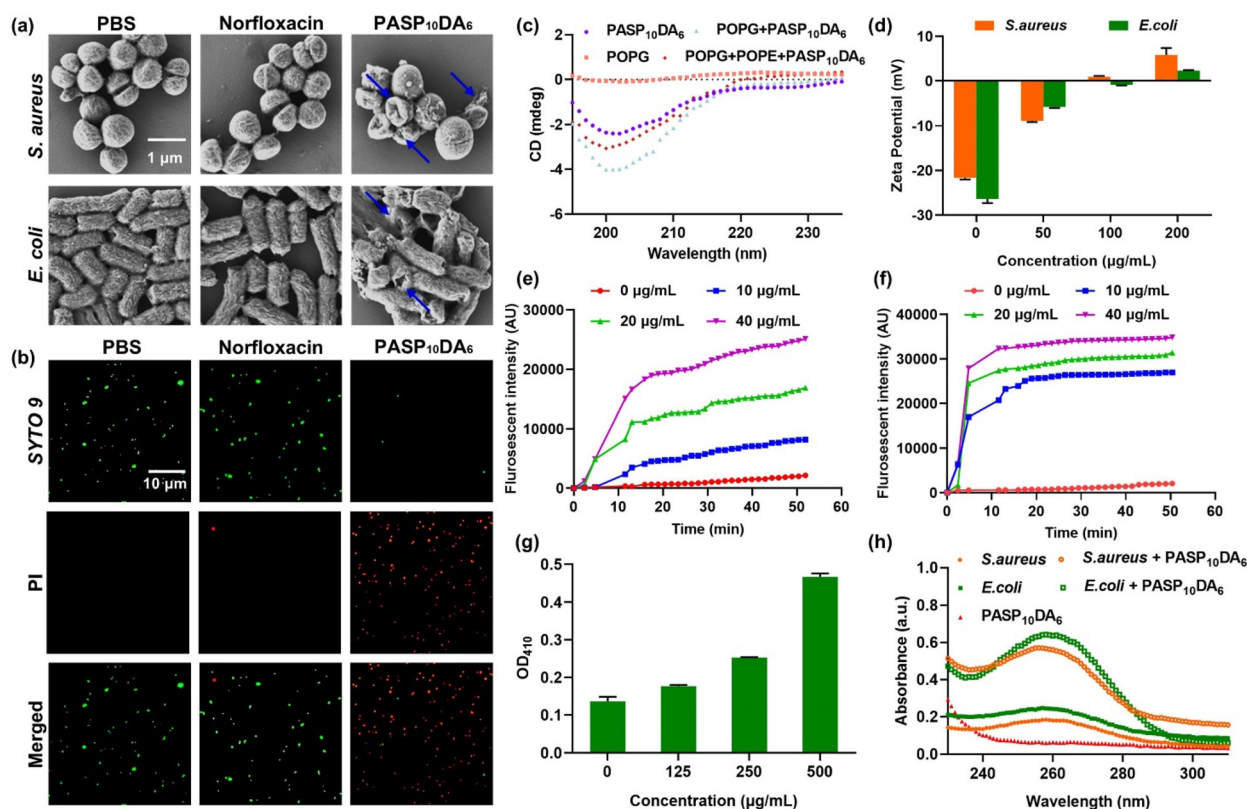 (a)
PBS
Norfloxacin
PASP₁₀DA₆
S. aureus
1 µm
E. coli
(b)
PBS
Norfloxacin
PASP₁₀DA₆
SYTO 9
10 µm
PI
Merged
(c)
PASP₁₀DA₆
POPG+PASP₁₀DA₆
POPG
POPG+POPE+PASP₁₀DA₆
CD (mdeg)
2
0
-2
-4
-6
200
210
220
230
Wavelength (nm)
(d)
S.aureus
E.coli
Zeta Potential (mV)
10
0
-10
-20
-30
0
50
100
200
Concentration (µg/mL)
(e)
0 µg/mL
10 µg/mL
20 µg/mL
40 µg/mL
Flurosescent intensity (AU)
30000
20000
10000
0
0
10
20
30
40
50
60
Time (min)
(f)
0 µg/mL
10 µg/mL
20 µg/mL
40 µg/mL
Flurosescent intensity (AU)
40000
30000
20000
10000
0
0
10
20
30
40
50
60
Time (min)
(g)
OD₄₁₀
0.5
0.4
0.3
0.2
0.1
0.0
0
125
250
500
Concentration (µg/mL)
(h)
S.aureus
S.aureus + PASP₁₀DA₆
E.coli
E.coli + PASP₁₀DA₆
PASP₁₀DA₆
Absorbance (a.u.)
1.0
0.8
0.6
0.4
0.2
0.0
240
260
280
300
Wavelength (nm)